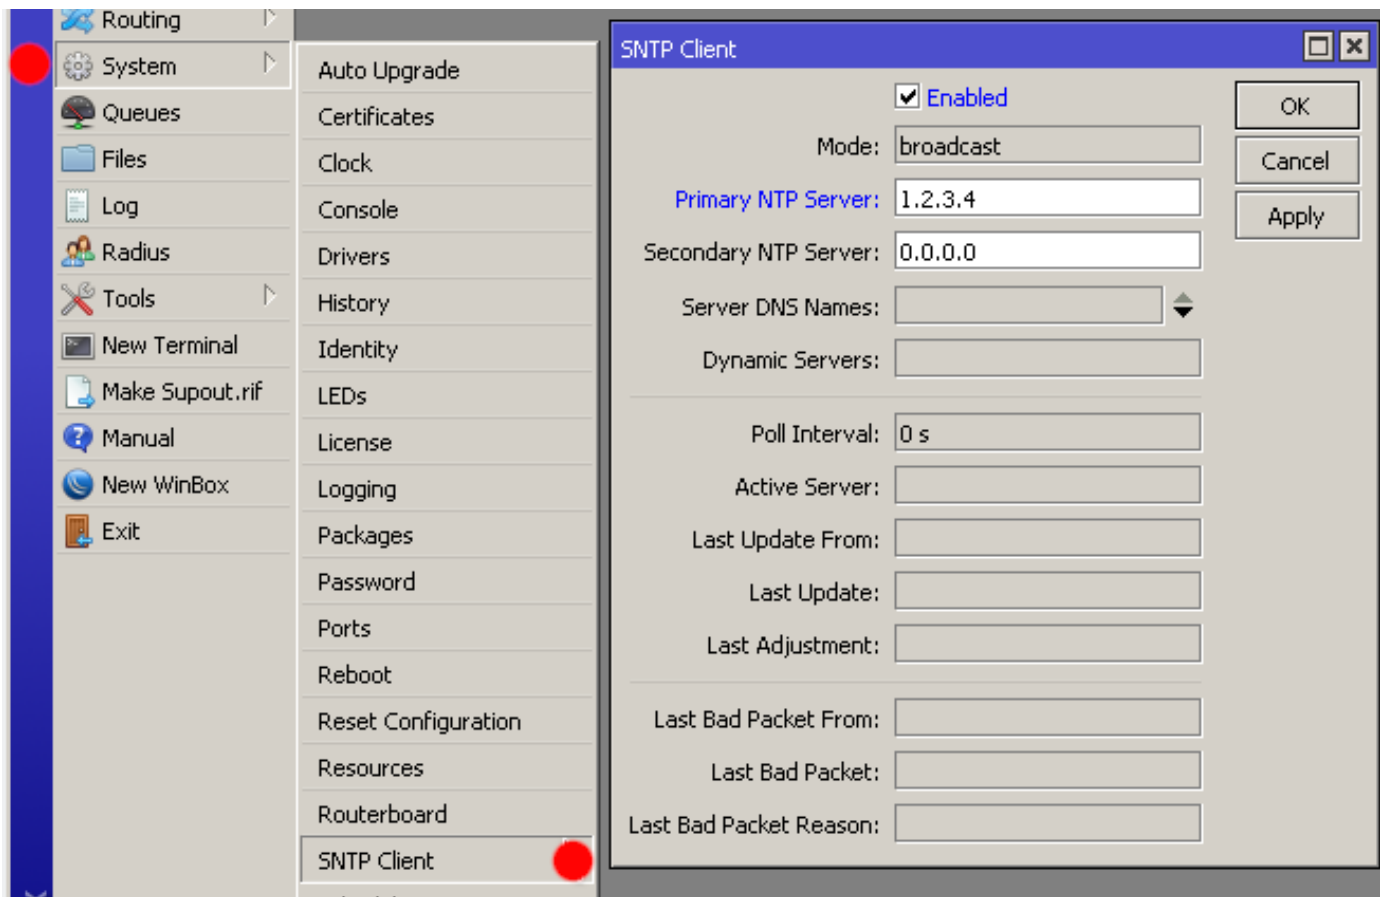 Routing
System
Queues
Files
Log
Radius
Tools
New Terminal
Make Supout.rif
Manual
New WinBox
Exit
Auto Upgrade
Certificates
Clock
Console
Drivers
History
Identity
LEDs
License
Logging
Packages
Password
Ports
Reboot
Reset Configuration
Resources
Routerboard
SNTP Client
SNTP Client
Enabled
Mode: broadcast
Primary NTP Server: 1.2.3.4
Secondary NTP Server: 0.0.0.0
Server DNS Names:
Dynamic Servers:
Poll Interval: 0 s
Active Server:
Last Update From:
Last Update:
Last Adjustment:
Last Bad Packet From:
Last Bad Packet:
Last Bad Packet Reason:
OK
Cancel
Apply